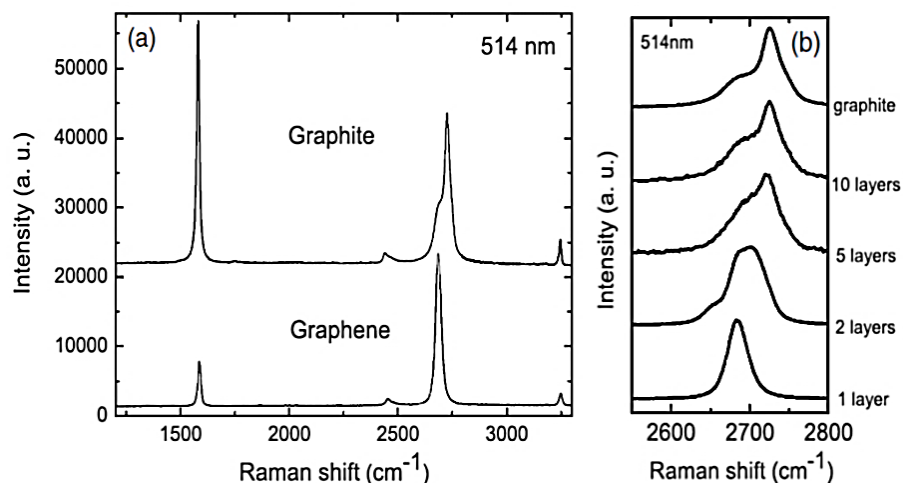 (a)
514 nm
Graphite
Graphene
Intensity (a. u.)
50000
40000
30000
20000
10000
0
1500
2000
2500
3000
Raman shift (cm-1)
(b)
514nm
graphite
10 layers
5 layers
2 layers
1 layer
Intensity (a. u.)
2600
2700
2800
Raman shift (cm-1)